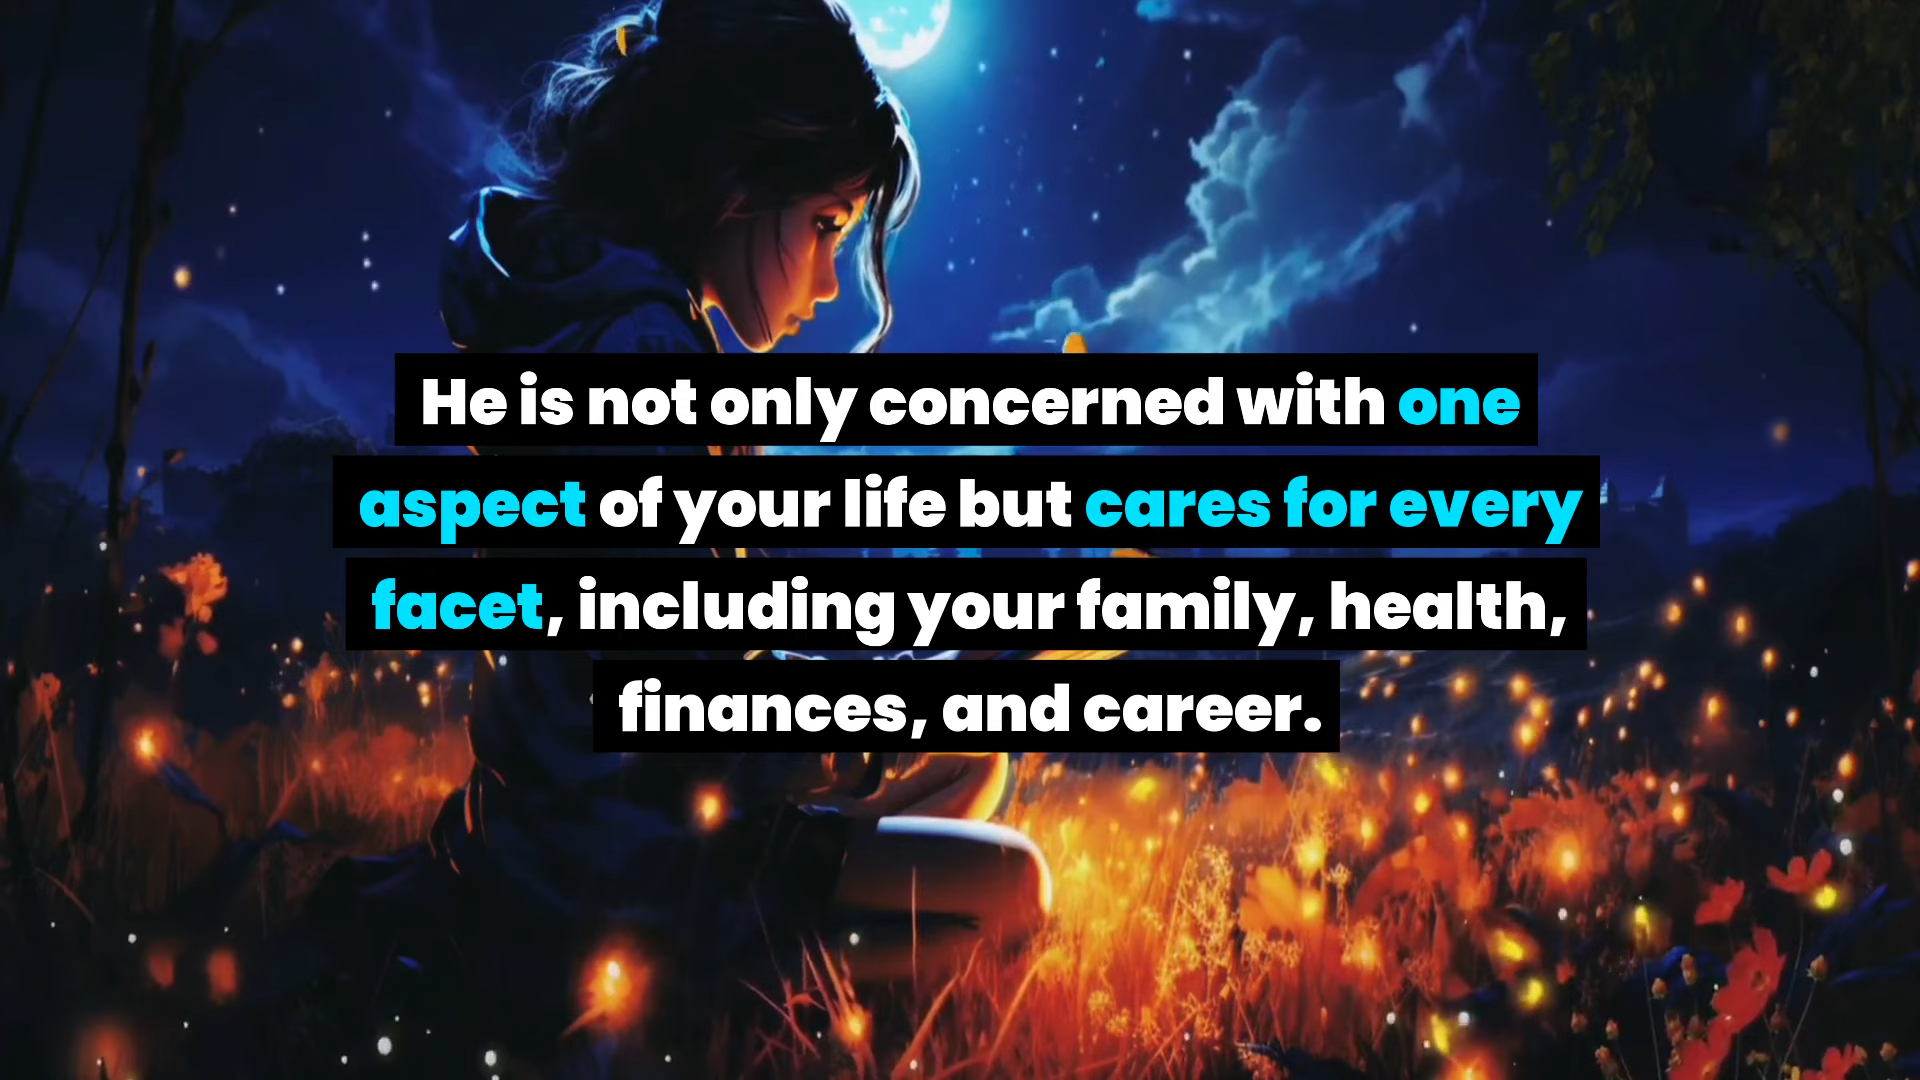 He is not only concerned with one
aspect of your life but cares for every
facet, including your family, health,
finances, and career.